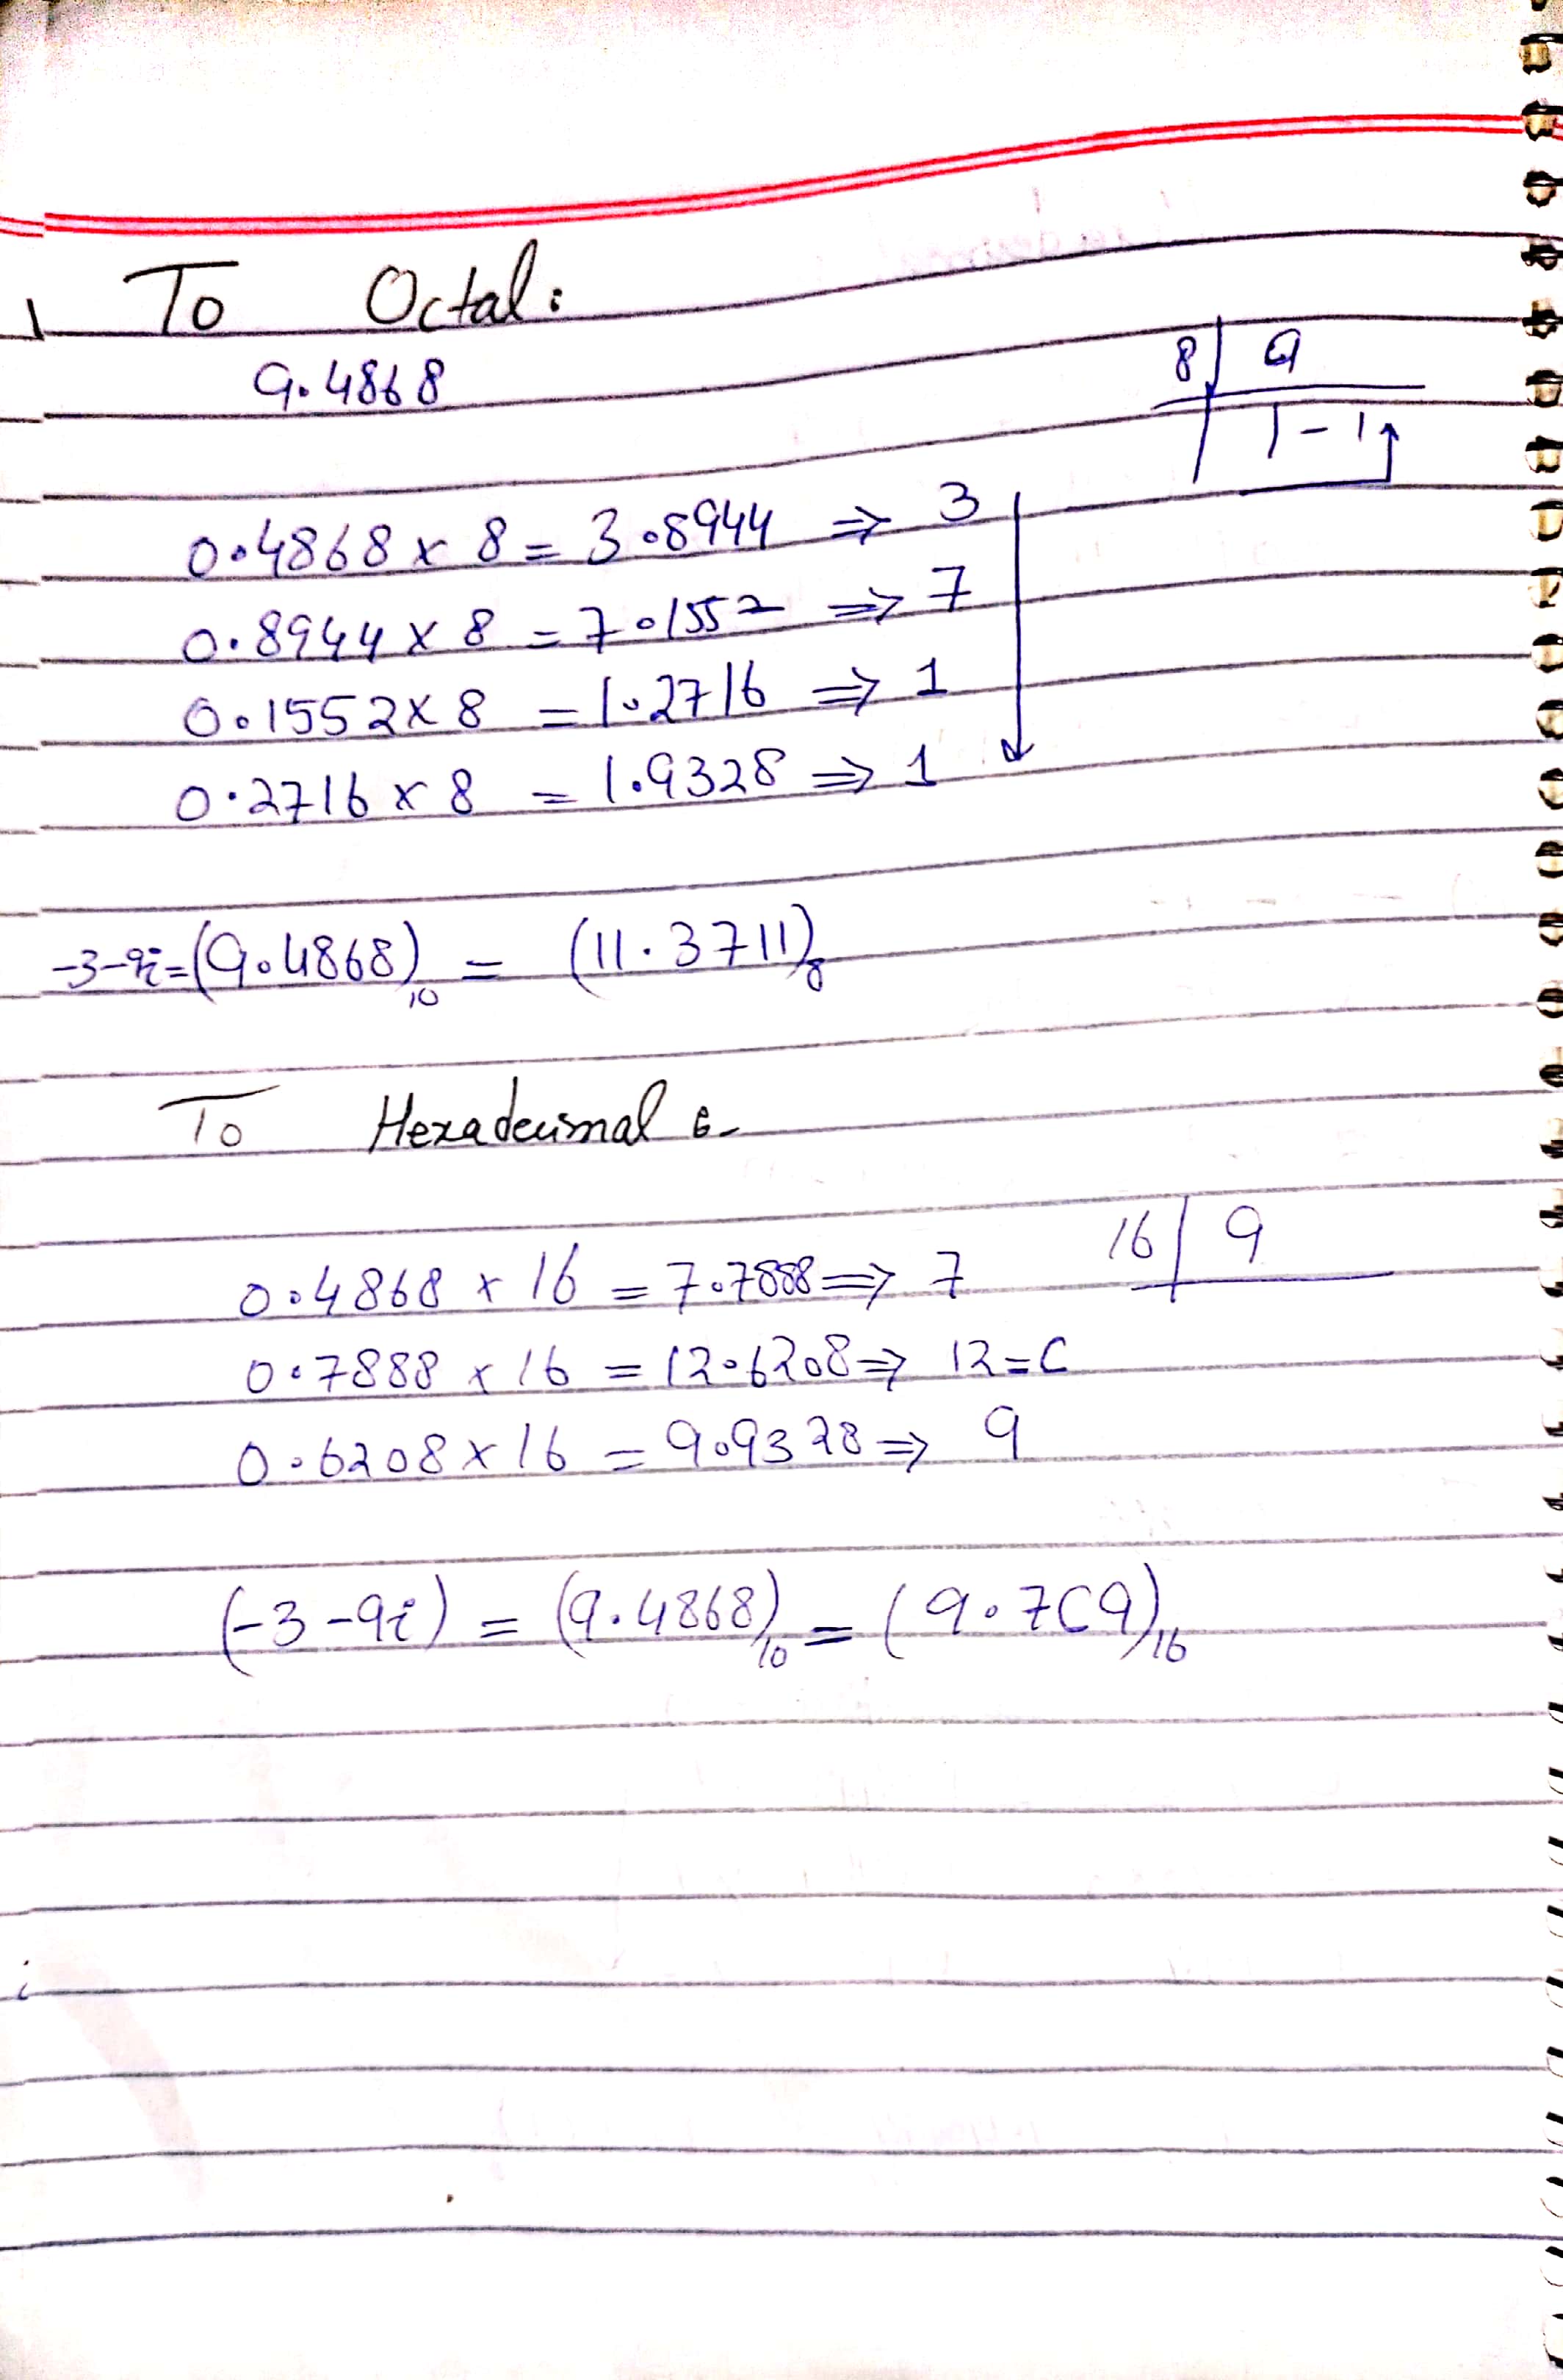 To Octal:
9.4868
8 9
1 - 1
0.4868 x 8 = 3.8944 ⇒ 3
0.8944 x 8 = 7.1552 ⇒ 7
0.1552 x 8 = 1.2716 ⇒ 1
0.2716 x 8 = 1.9328 ⇒ 1
-3-9i = (9.4868)10 = (11.3711)8
To Hexadecimal :-
16 9
0.4868 x 16 = 7.7888 ⇒ 7
0.7888 x 16 = 12.6208 ⇒ 12 = C
0.6208 x 16 = 9.9328 ⇒ 9
(-3-9i) = (9.4868)10 = (9.7C9)16